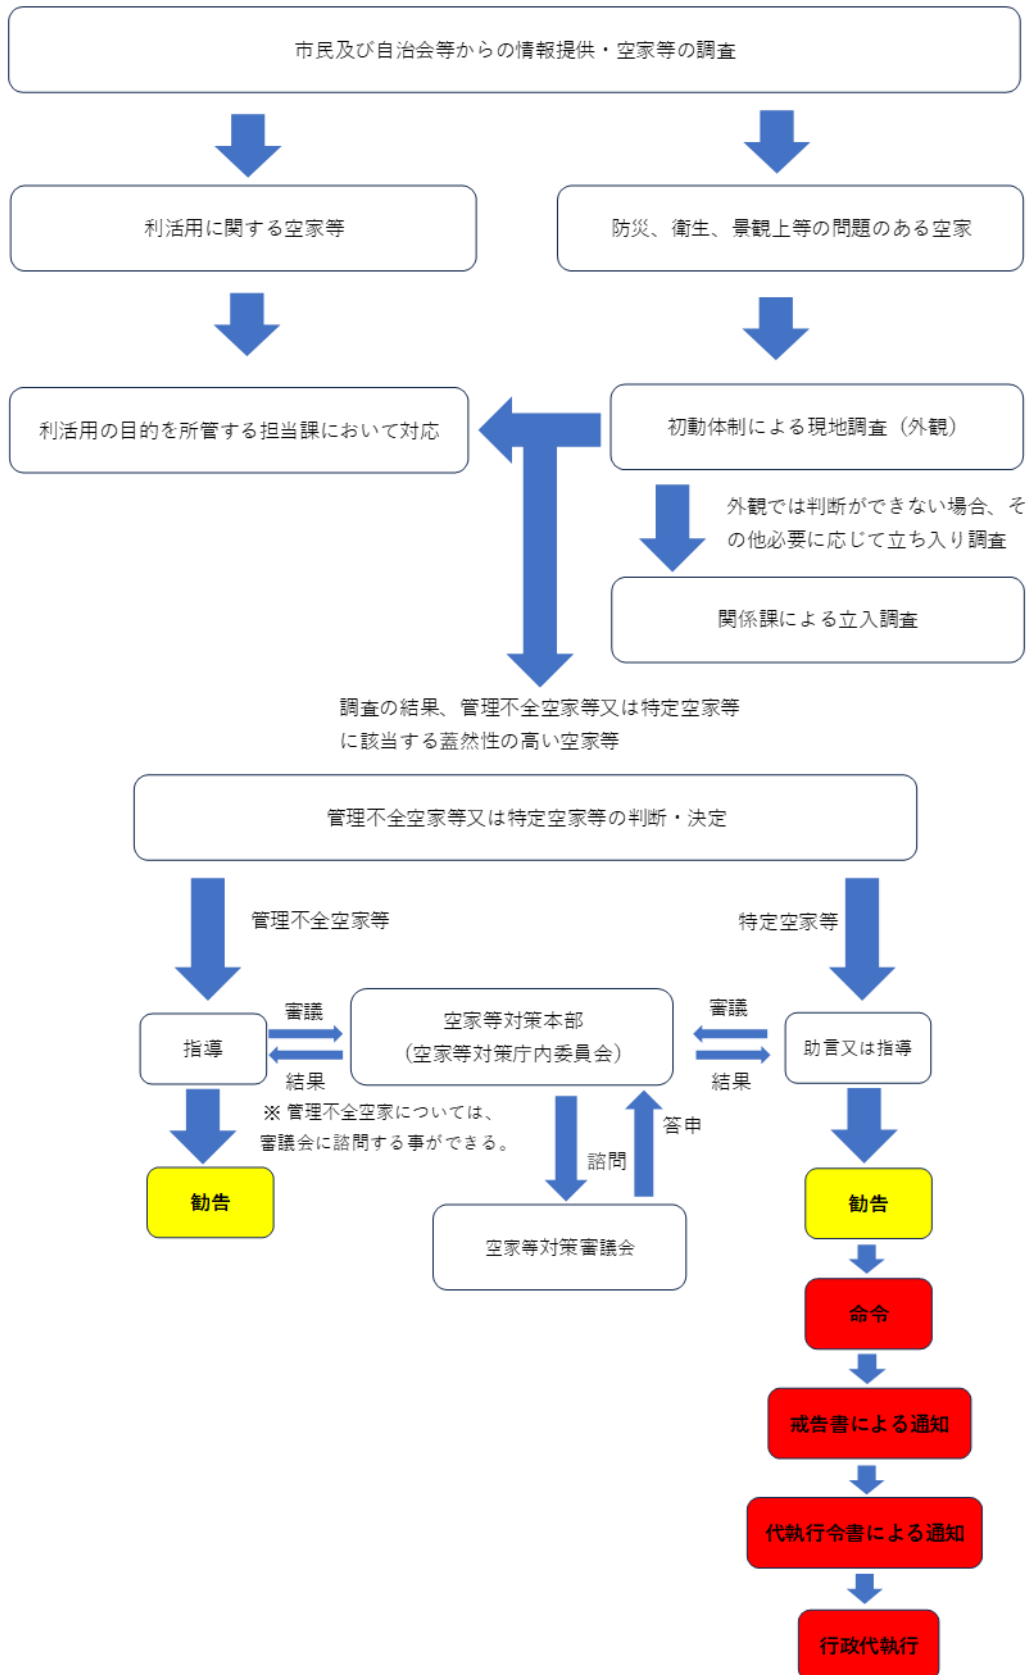 市民及び自治会等からの情報提供・空家等の調査
利活用に関する空家等
防災、衛生、景観上等の問題のある空家
利活用の目的を所管する担当課において対応
初動体制による現地調査（外観）
外観では判断ができない場合、そ
の他必要に応じて立ち入り調査
関係課による立入調査
調査の結果、管理不全空家等又は特定空家等
に該当する蓋然性の高い空家等
管理不全空家等又は特定空家等の判断・決定
管理不全空家等
特定空家等
指導
審議
結果
空家等対策本部
（空家等対策庁内委員会）
審議
結果
助言又は指導
※ 管理不全空家については、
審議会に諮問する事ができる。
諮問
答申
勧告
空家等対策審議会
勧告
命令
戒告書による通知
代執行令書による通知
行政代執行